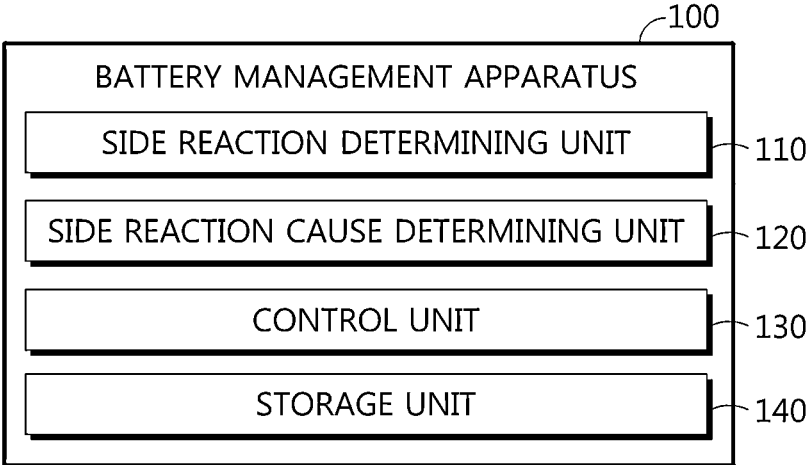 100
BATTERY MANAGEMENT APPARATUS
SIDE REACTION DETERMINING UNIT
110
SIDE REACTION CAUSE DETERMINING UNIT
120
CONTROL UNIT
130
STORAGE UNIT
140